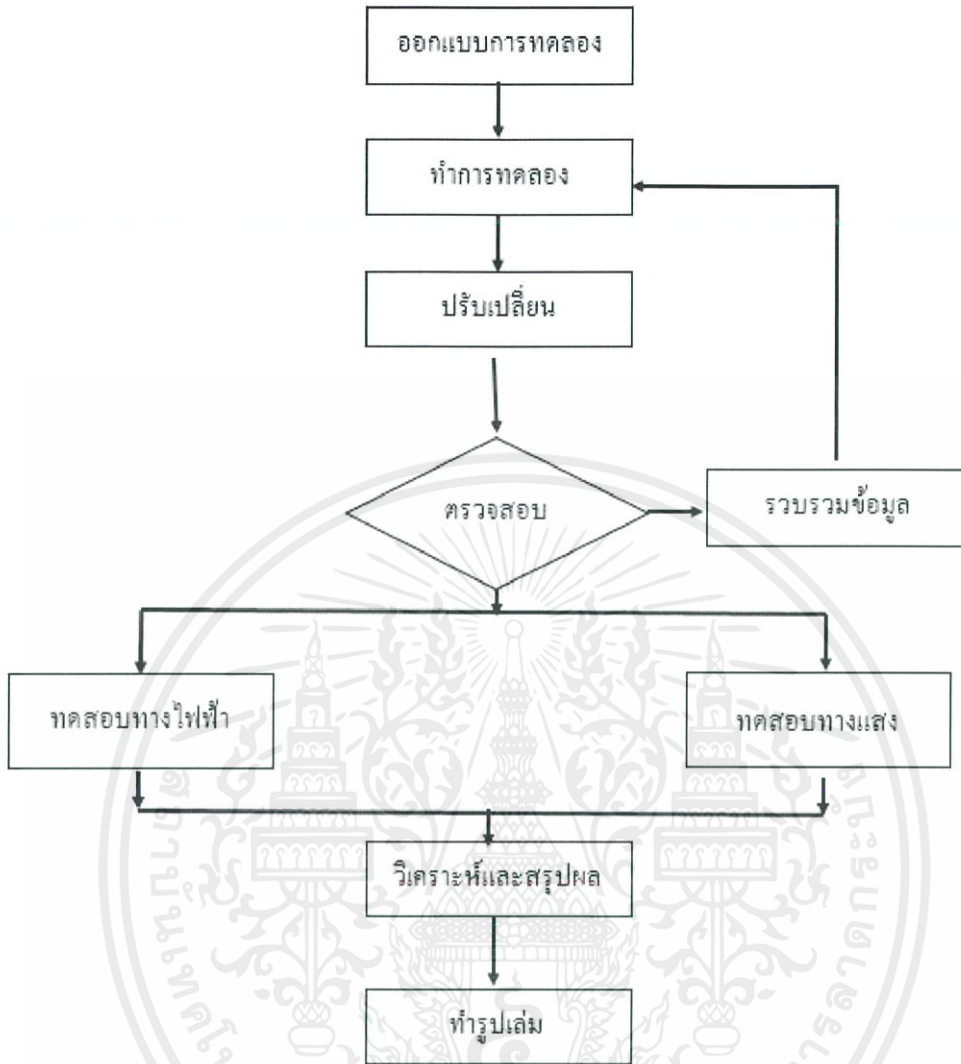 ออกแบบการทดลอง
ทำการทดลอง
ปรับเปลี่ยน
ตรวจสอบ
รวบรวมข้อมูล
ทดสอบทางไฟฟ้า
ทดสอบทางแสง
วิเคราะห์และสรุปผล
ทำรูปเล่ม